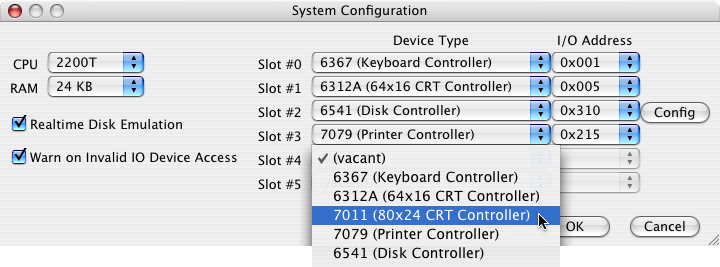 System Configuration
Device Type I/O Address
CPU 2200T Slot #0 6367 (Keyboard Controller) 0x001
RAM 24 KB Slot #1 6312A (64x16 CRT Controller) 0x005
Slot #2 6541 (Disk Controller) 0x310 Config
Realtime Disk Emulation Slot #3 7079 (Printer Controller) 0x215
Warn on Invalid IO Device Access Slot #4 (vacant)
Slot #5 6367 (Keyboard Controller)
6312A (64x16 CRT Controller)
7011 (80x24 CRT Controller)
7079 (Printer Controller) OK Cancel
6541 (Disk Controller)